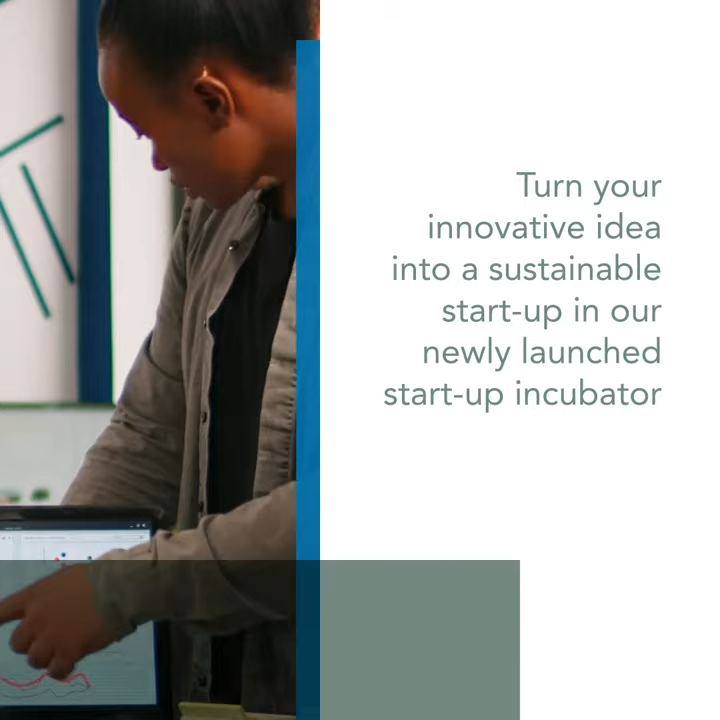 Turn your
innovative idea
into a sustainable
start-up in our
newly launched
start-up incubator